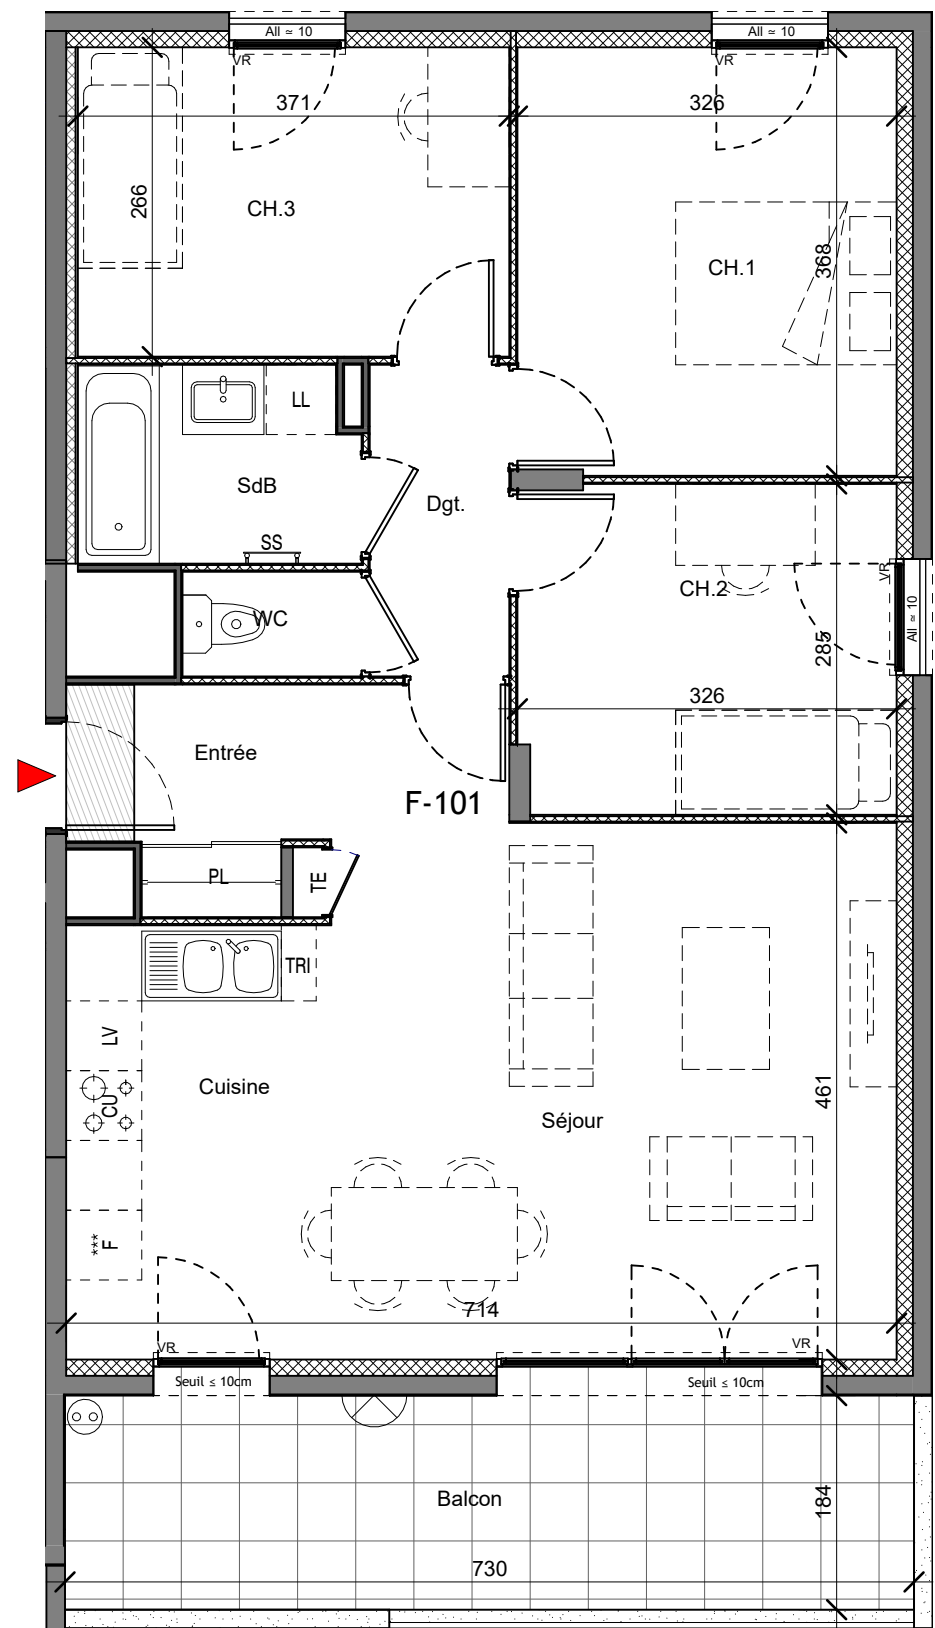 All ≃ 10
All ≃ 10
VR
VR
371
326
266
CH.3
368
CH.1
LL
SdB
Dgt.
SS
CH.2
VR
All ≃ 10
WC
285
326
Entrée
F-101
PL
TE
TRI
LV
Cuisine
CU
461
Séjour
F
***
714
VR
VR
Seuil ≤ 10cm
Seuil ≤ 10cm
Balcon
184
730